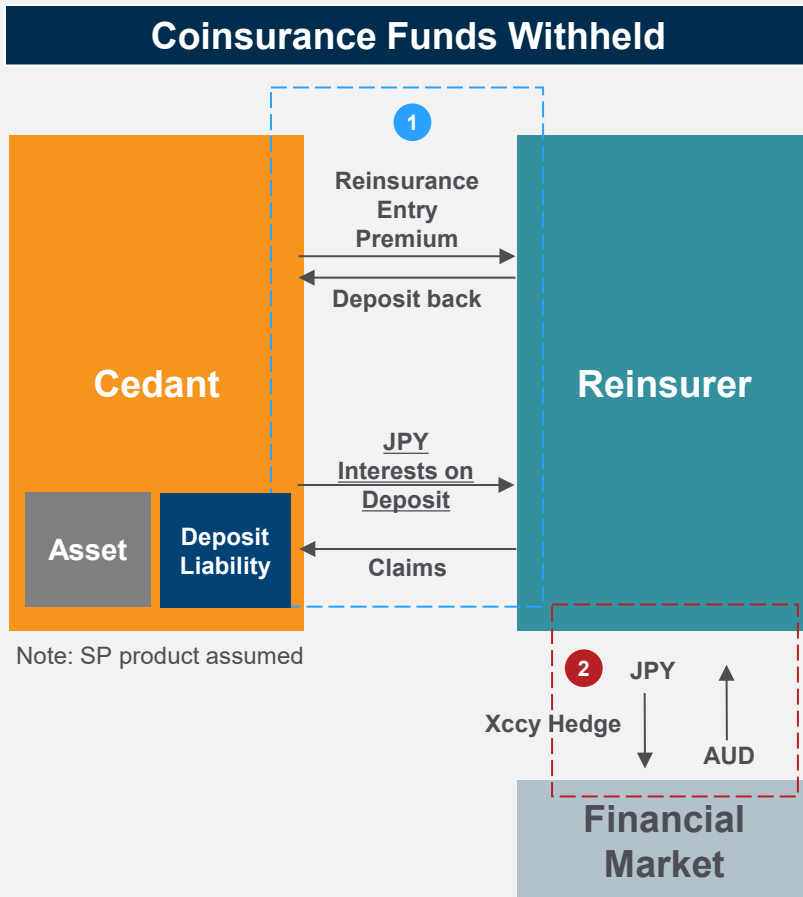 Coinsurance Funds Withheld
1
Reinsurance
Entry
Premium
Deposit back
Cedant
Reinsurer
JPY
Interests on
Deposit
Asset
Deposit
Liability
Claims
Note: SP product assumed
2
JPY
Xccy Hedge
AUD
Financial
Market